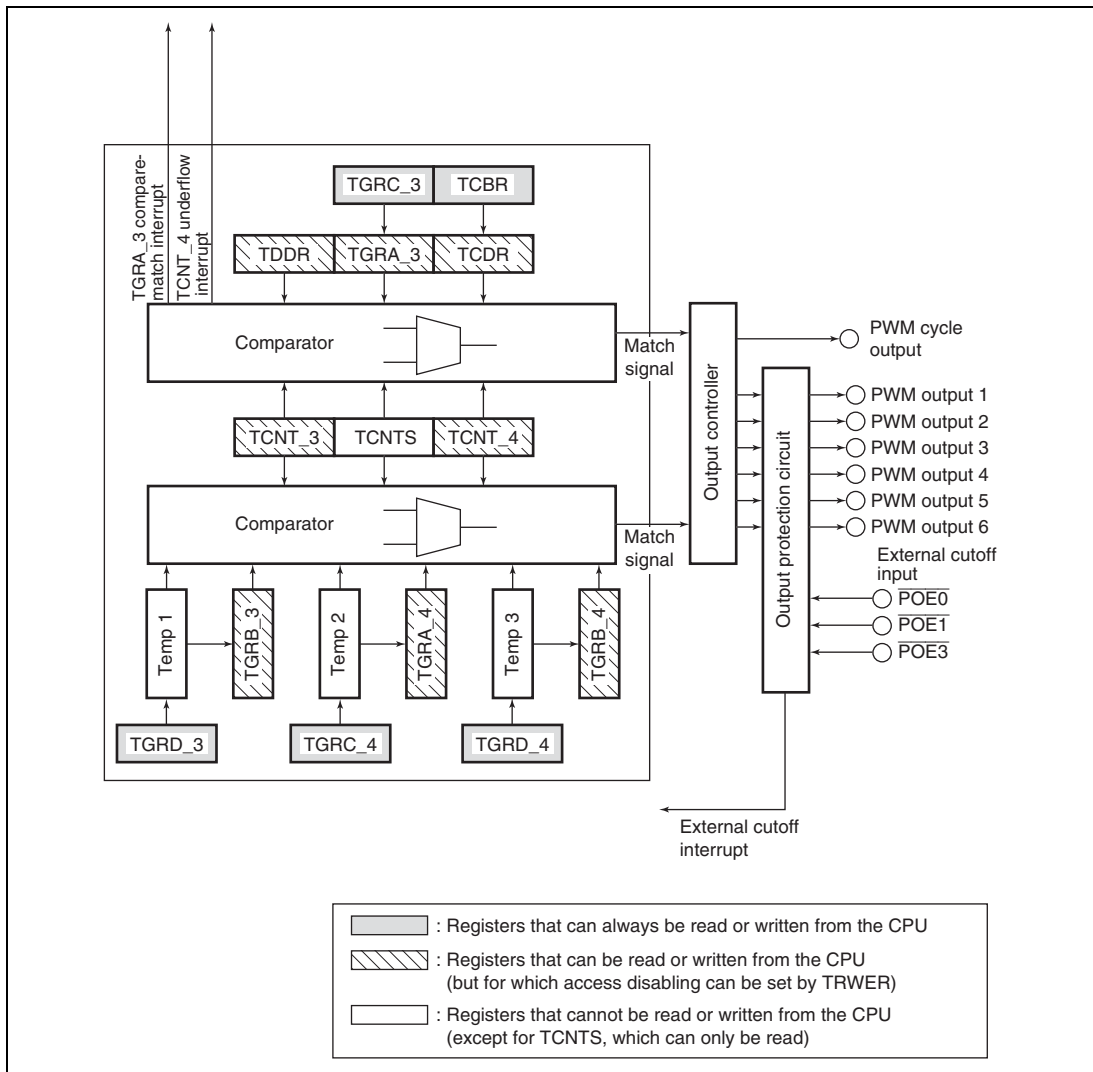 TGRA_3 compare-
match interrupt
TCNT_4 underflow
interrupt
TGRC_3
TCBR
TDDR
TGRA_3
TCDR
Comparator
Match
signal
Output controller
Output protection circuit
PWM cycle
output
PWM output 1
PWM output 2
PWM output 3
PWM output 4
PWM output 5
PWM output 6
TCNT_3
TCNTS
TCNT_4
Comparator
Match
signal
External cutoff
input
POE0
POE1
POE3
Temp 1
TGRB_3
Temp 2
TGRA_4
Temp 3
TGRB_4
TGRD_3
TGRC_4
TGRD_4
External cutoff
interrupt
: Registers that can always be read or written from the CPU
: Registers that can be read or written from the CPU
(but for which access disabling can be set by TRWER)
: Registers that cannot be read or written from the CPU
(except for TCNTS, which can only be read)